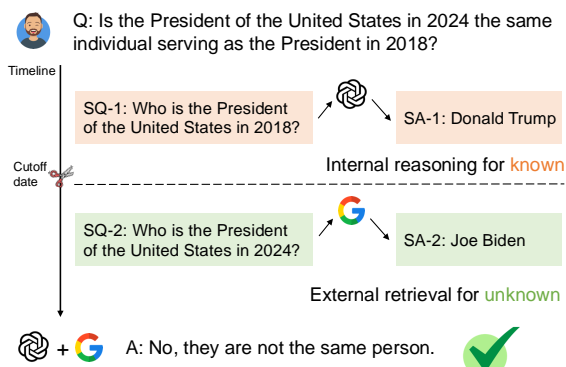 Q: Is the President of the United States in 2024 the same
individual serving as the President in 2018?
Timeline
SQ-1: Who is the President
of the United States in 2018?
SA-1: Donald Trump
Internal reasoning for known
Cutoff
date
SQ-2: Who is the President
of the United States in 2024?
SA-2: Joe Biden
External retrieval for unknown
+
A: No, they are not the same person.